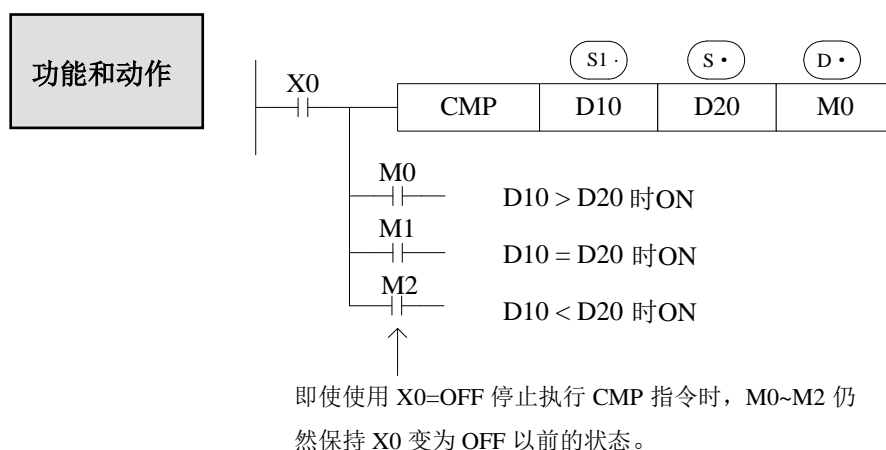 功能和动作
S1· S· D·
X0
CMP D10 D20 M0
M0
D10 > D20 时ON
M1
D10 = D20 时ON
M2
D10 < D20 时ON
即使使用 X0=OFF 停止执行 CMP 指令时，M0~M2 仍
然保持 X0 变为 OFF 以前的状态。